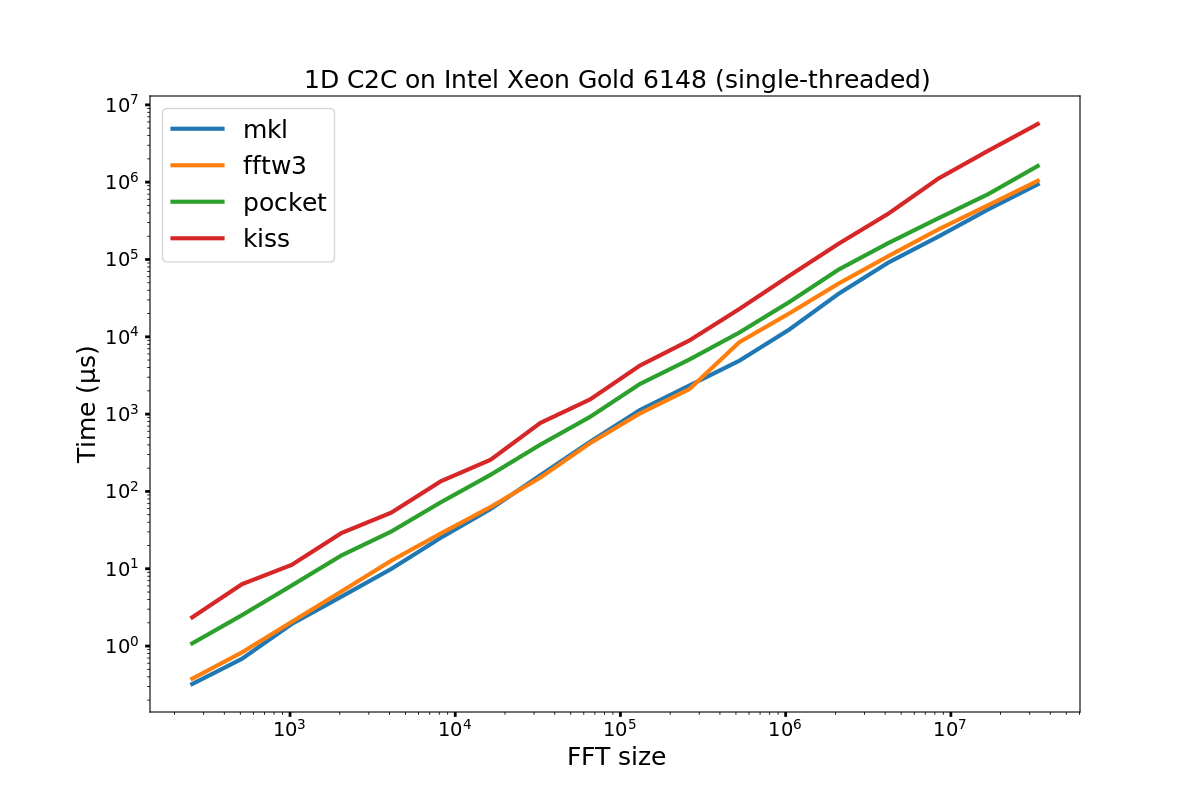 1D C2C on Intel Xeon Gold 6148 (single-threaded)
mkl
fftw3
pocket
kiss
Time (μs)
10⁷
10⁶
10⁵
10⁴
10³
10²
10¹
10⁰
10³ 10⁴ 10⁵ 10⁶ 10⁷
FFT size